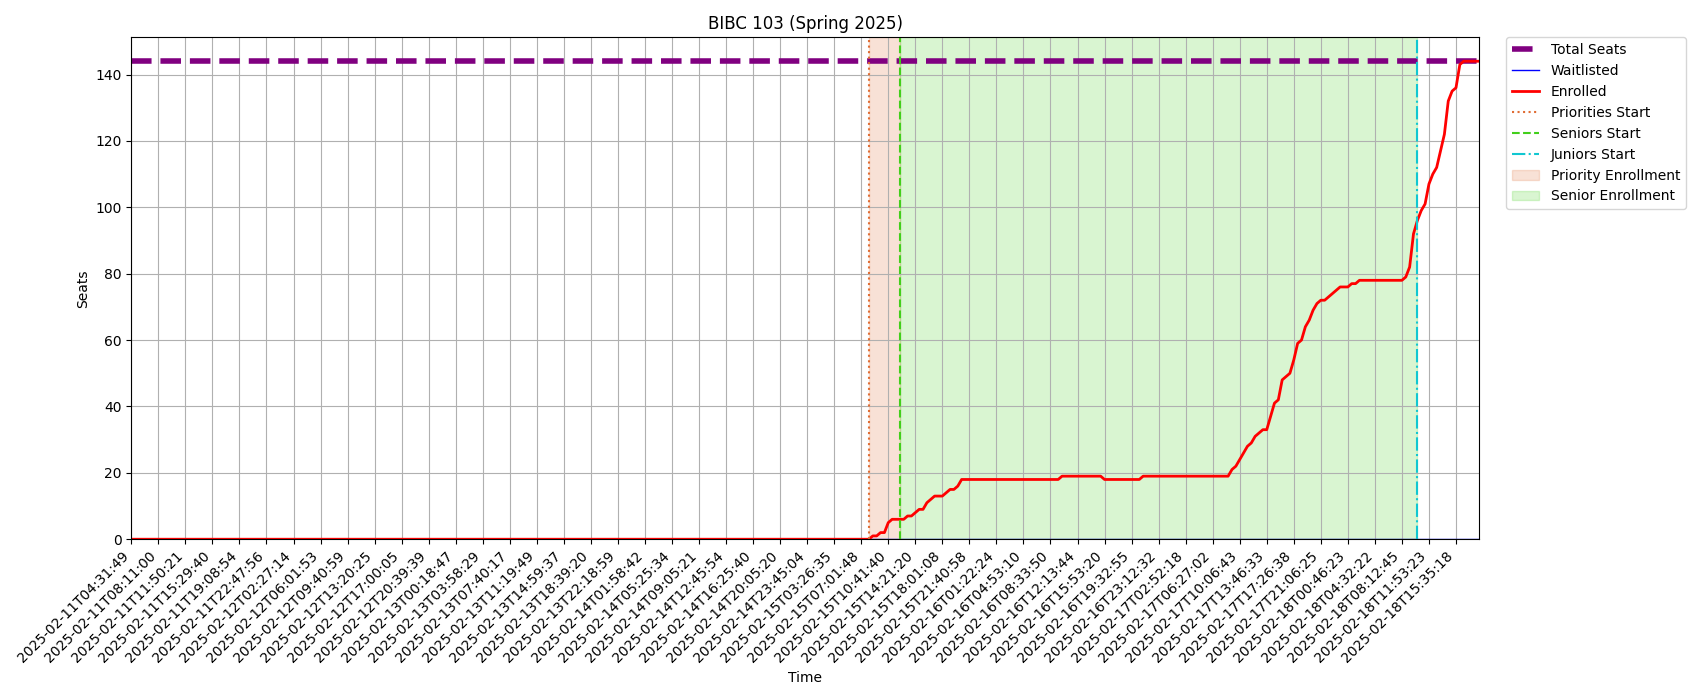 BIBC 103 (Spring 2025)
Total Seats
Waitlisted
Enrolled
Priorities Start
Seniors Start
Juniors Start
Priority Enrollment
Senior Enrollment
Seats
140
120
100
80
60
40
20
0
2025-02-11T04:31:49
2025-02-11T08:11:00
2025-02-11T11:50:21
2025-02-11T15:29:40
2025-02-11T19:08:54
2025-02-11T22:47:56
2025-02-12T02:27:14
2025-02-12T06:01:53
2025-02-12T09:40:59
2025-02-12T13:20:25
2025-02-12T17:00:05
2025-02-12T20:39:39
2025-02-13T00:18:47
2025-02-13T03:58:29
2025-02-13T07:40:17
2025-02-13T11:19:49
2025-02-13T14:59:37
2025-02-13T18:39:20
2025-02-13T22:18:59
2025-02-14T01:58:42
2025-02-14T05:25:34
2025-02-14T09:05:21
2025-02-14T12:45:54
2025-02-14T16:25:40
2025-02-14T20:05:20
2025-02-14T23:45:04
2025-02-15T03:26:35
2025-02-15T07:01:48
2025-02-15T10:41:40
2025-02-15T14:21:20
2025-02-15T18:01:08
2025-02-15T21:40:58
2025-02-16T01:22:24
2025-02-16T04:53:10
2025-02-16T08:33:50
2025-02-16T12:13:44
2025-02-16T15:53:20
2025-02-16T19:32:55
2025-02-16T23:12:32
2025-02-17T02:52:18
2025-02-17T06:27:02
2025-02-17T10:06:43
2025-02-17T13:46:33
2025-02-17T17:26:38
2025-02-17T21:06:25
2025-02-18T00:46:23
2025-02-18T04:32:22
2025-02-18T08:12:45
2025-02-18T11:53:23
2025-02-18T15:35:18
Time